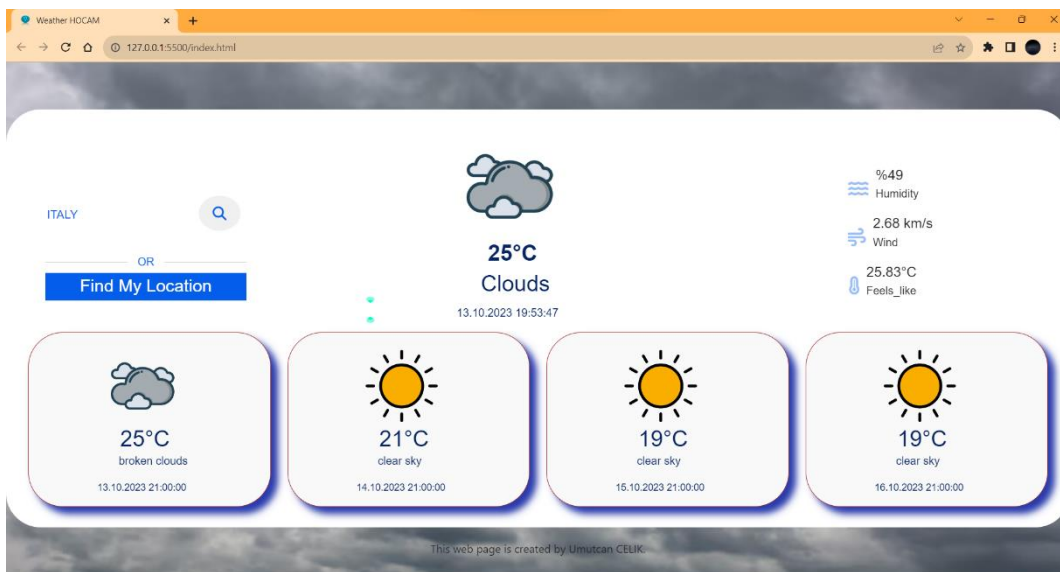 Weather HOCAM
127.0.0.1:5500/index.html
ITALY
OR
Find My Location
25°C
Clouds
13.10.2023 19:53:47
%49
Humidity
2.68 km/s
Wind
25.83°C
Feels_like
25°C
broken clouds
13.10.2023 21:00:00
21°C
clear sky
14.10.2023 21:00:00
19°C
clear sky
15.10.2023 21:00:00
19°C
clear sky
16.10.2023 21:00:00
This web page is created by Umutcan CELIK.